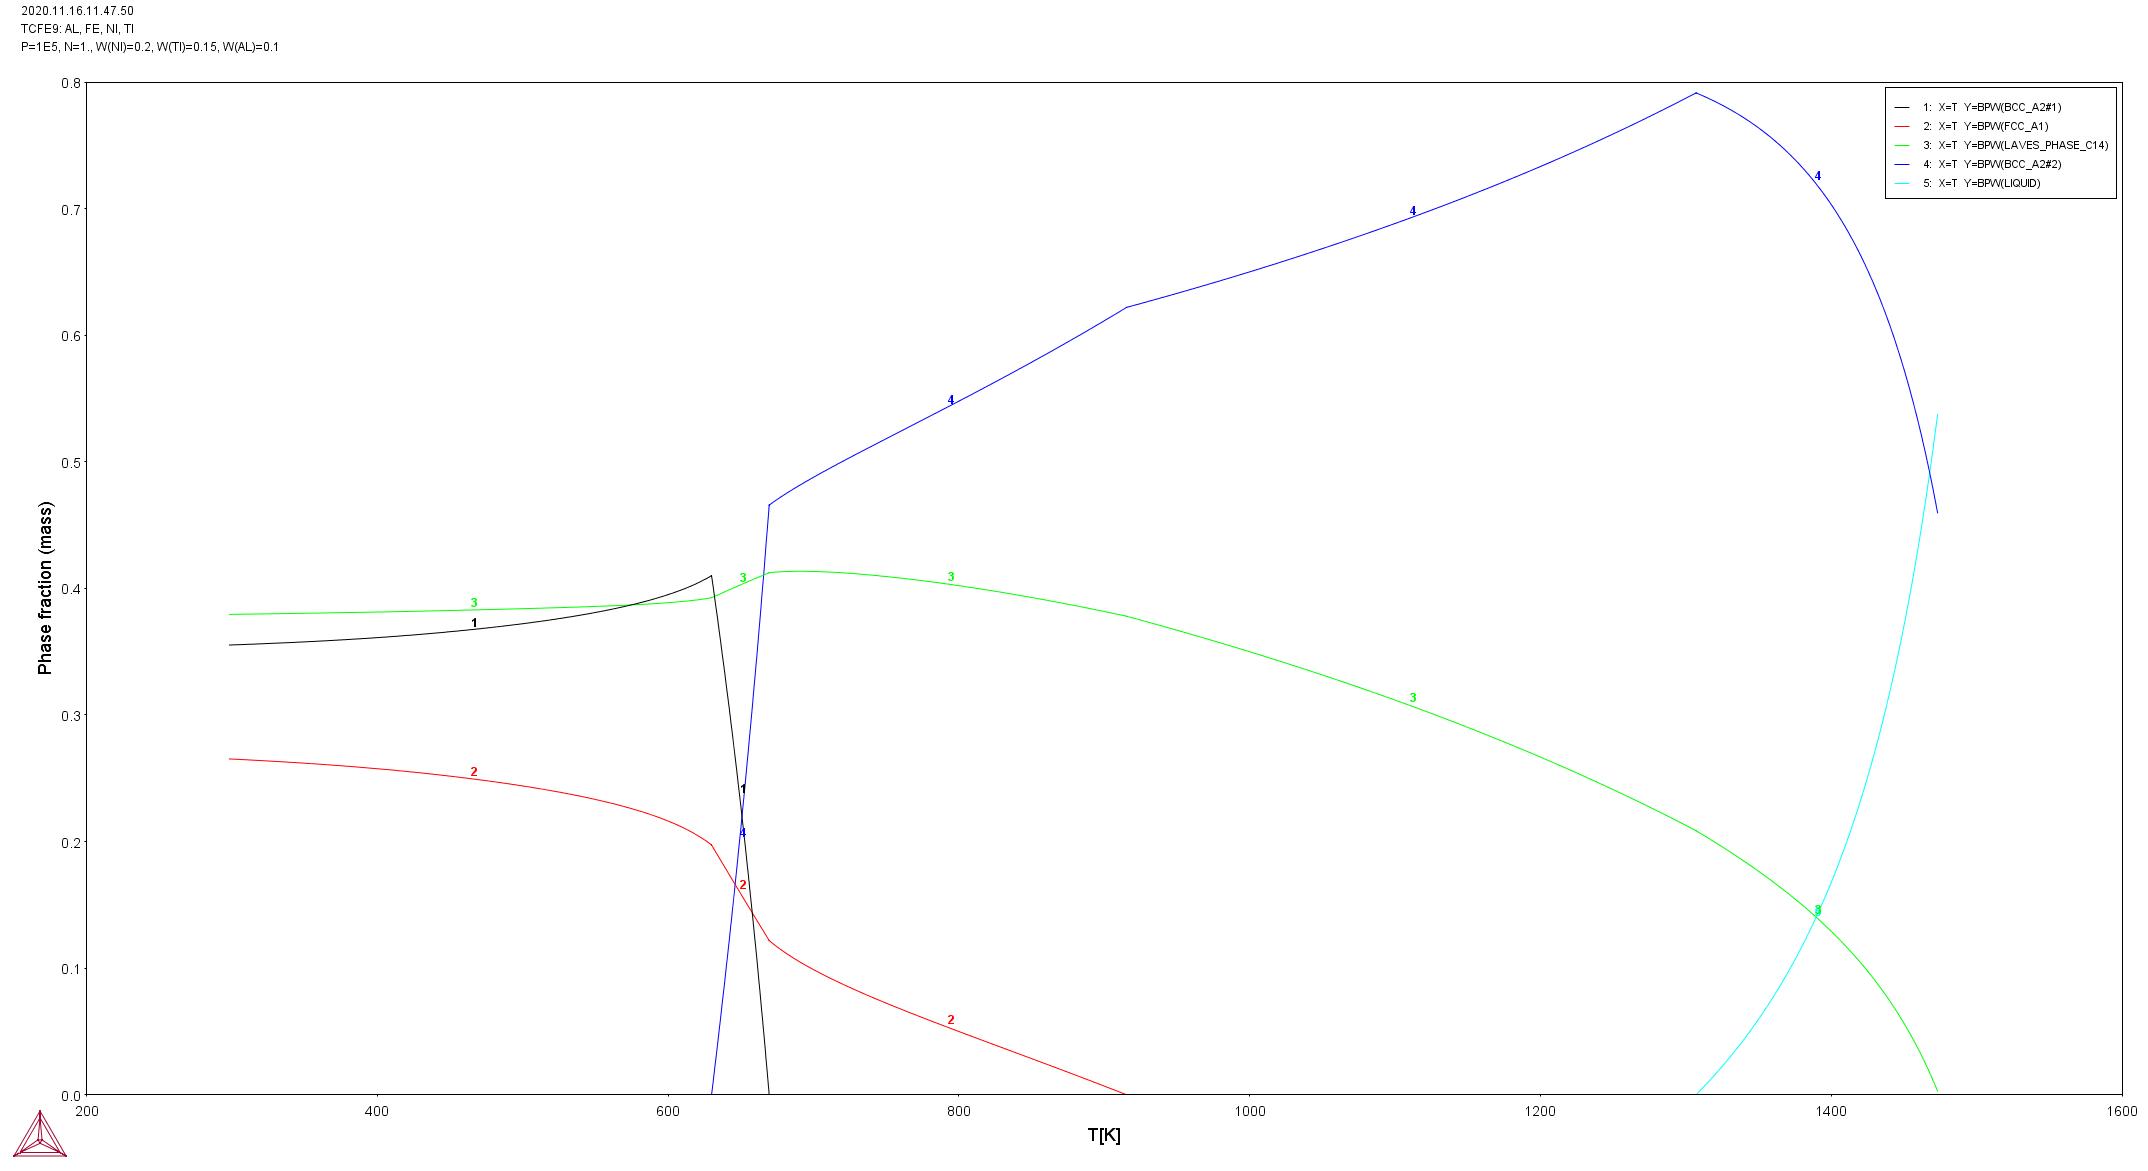 2020.11.16.11.47.50
TCFE9: AL, FE, NI, TI
P=1E5, N=1., W(NI)=0.2, W(TI)=0.15, W(AL)=0.1
1: X=T Y=BPW(BCC_A2#1)
2: X=T Y=BPW(FCC_A1)
3: X=T Y=BPW(LAVES_PHASE_C14)
4: X=T Y=BPW(BCC_A2#2)
5: X=T Y=BPW(LIQUID)
Phase fraction (mass)
0.8
0.7
0.6
0.5
0.4
0.3
0.2
0.1
0.0
4
4
4
3
3
3
1
2
3
1
4
2
2
3
200 400 600 800 1000 1200 1400 1600
T[K]